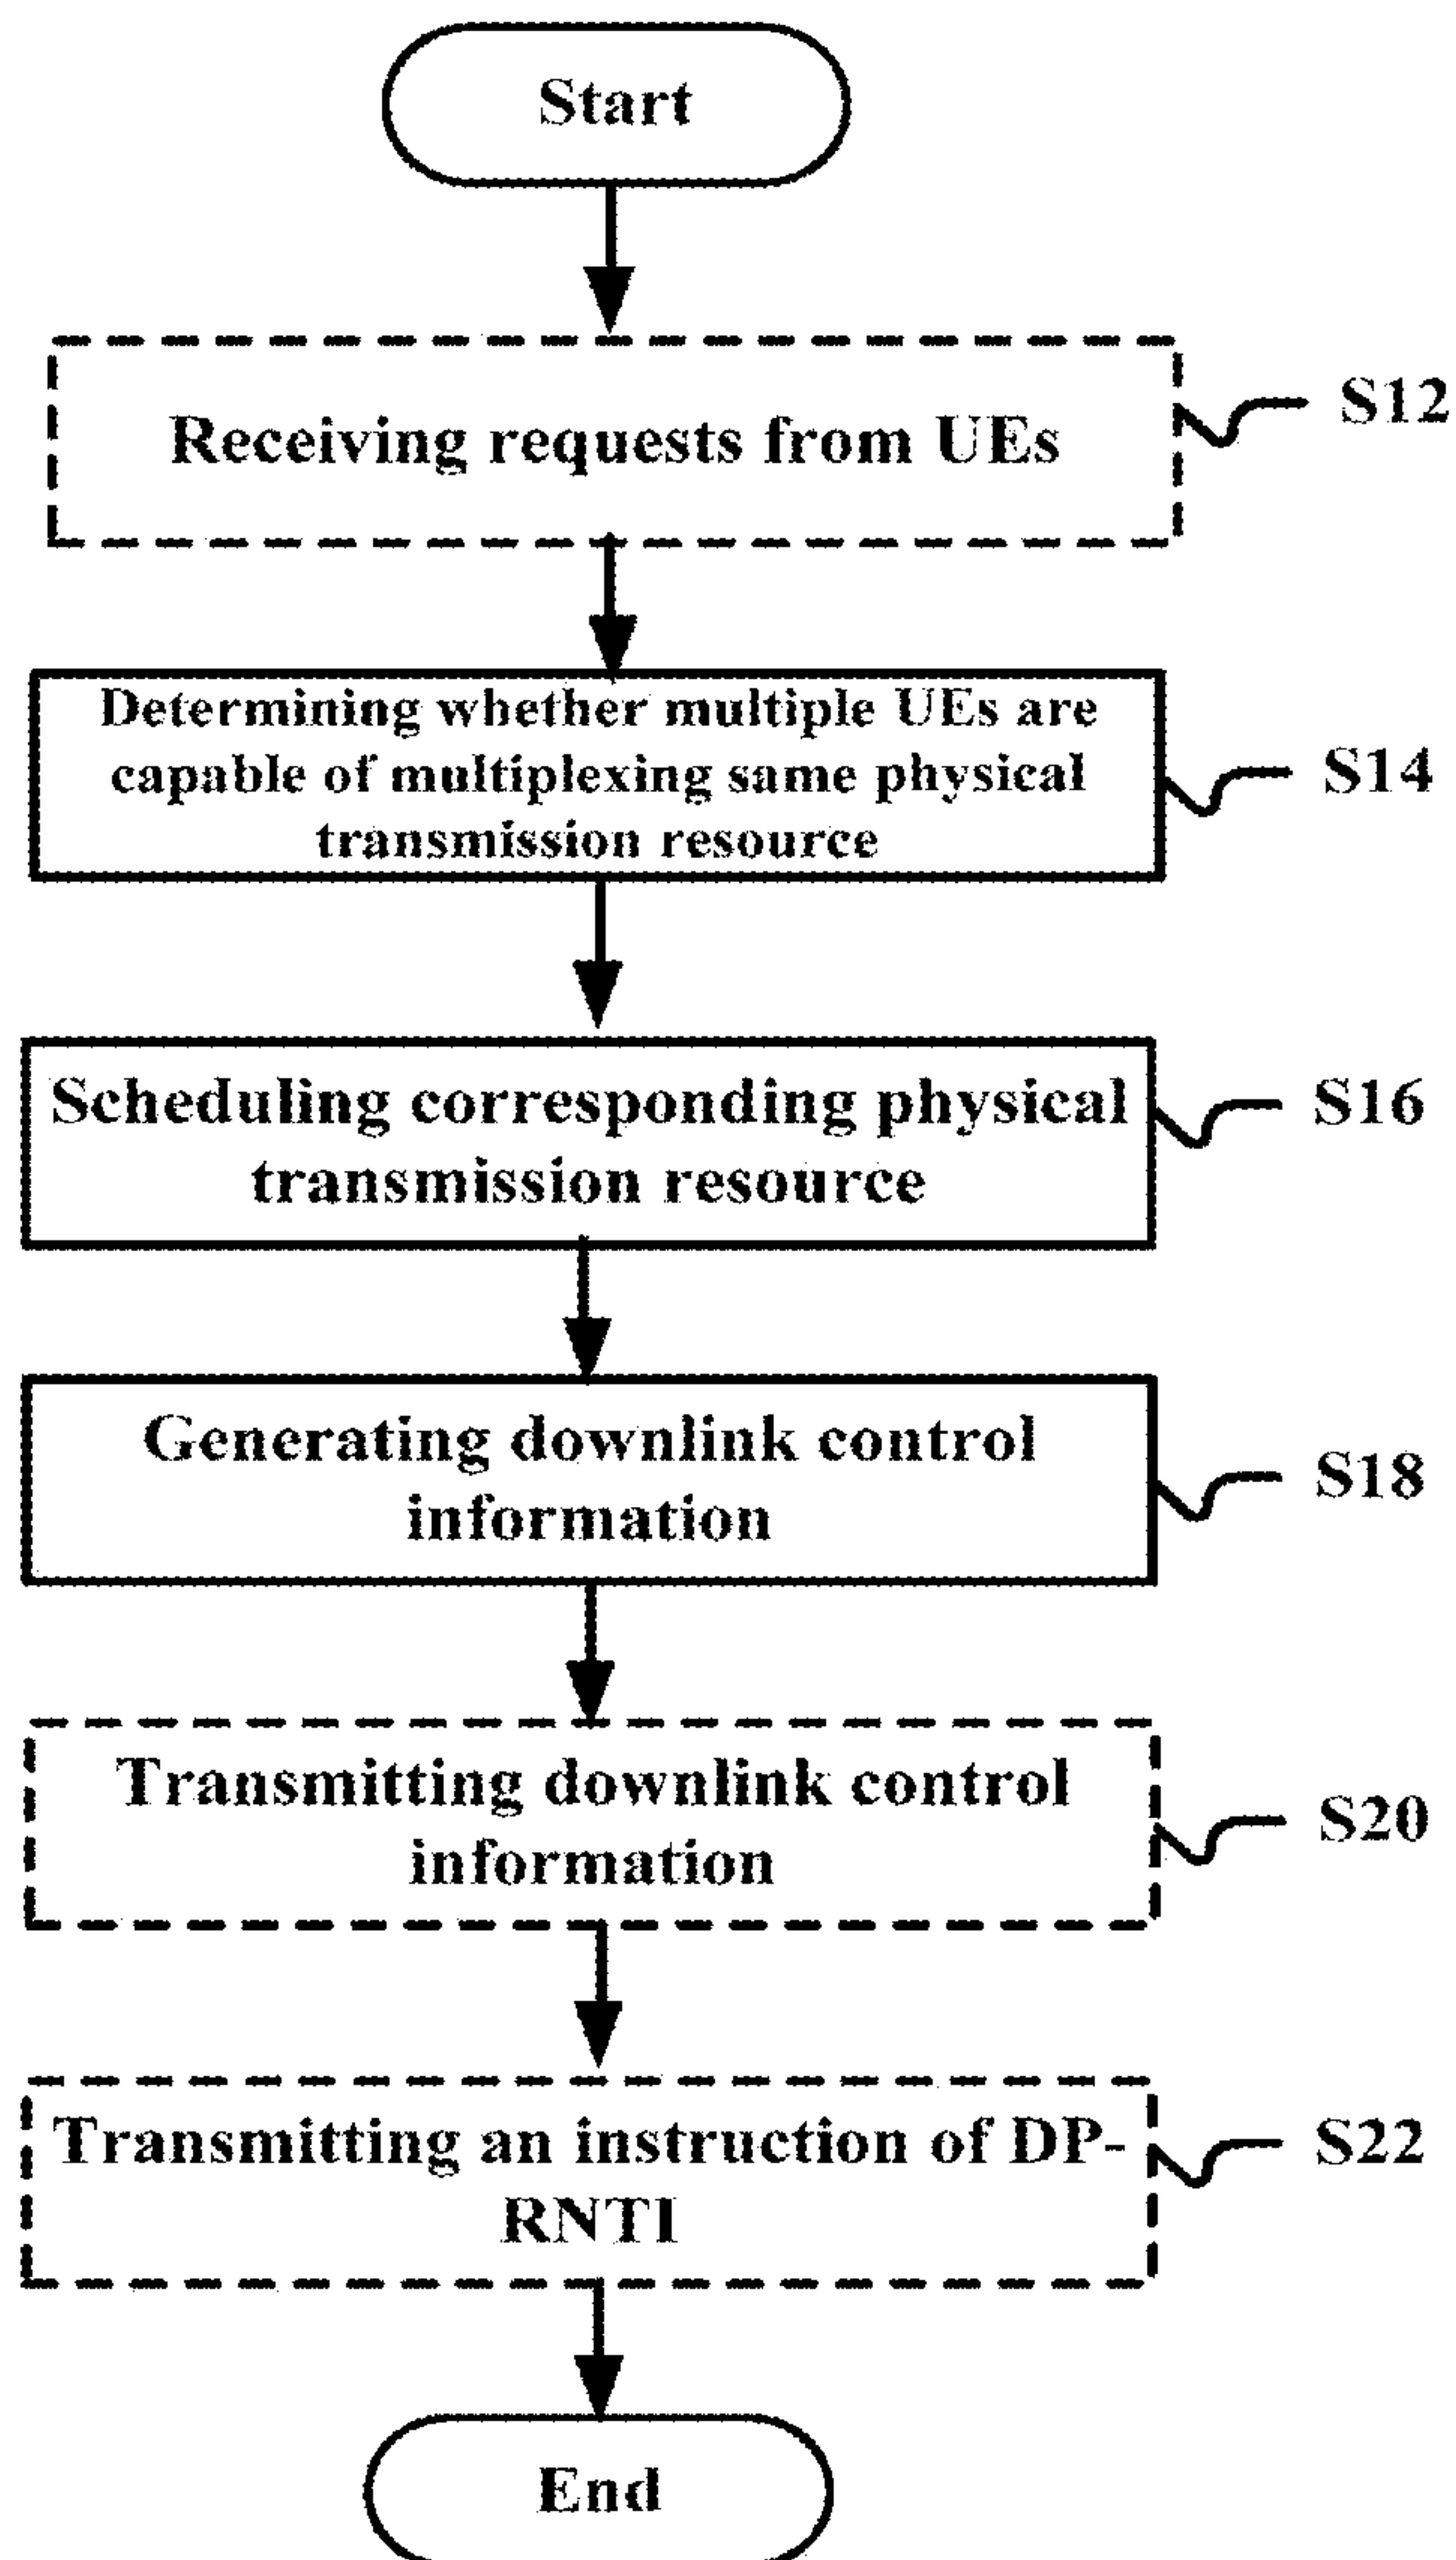 Start
Receiving requests from UEs
S12
Determining whether multiple UEs are
capable of multiplexing same physical
transmission resource
S14
Scheduling corresponding physical
transmission resource
S16
Generating downlink control
information
S18
Transmitting downlink control
information
S20
Transmitting an instruction of DP-
RNTI
S22
End